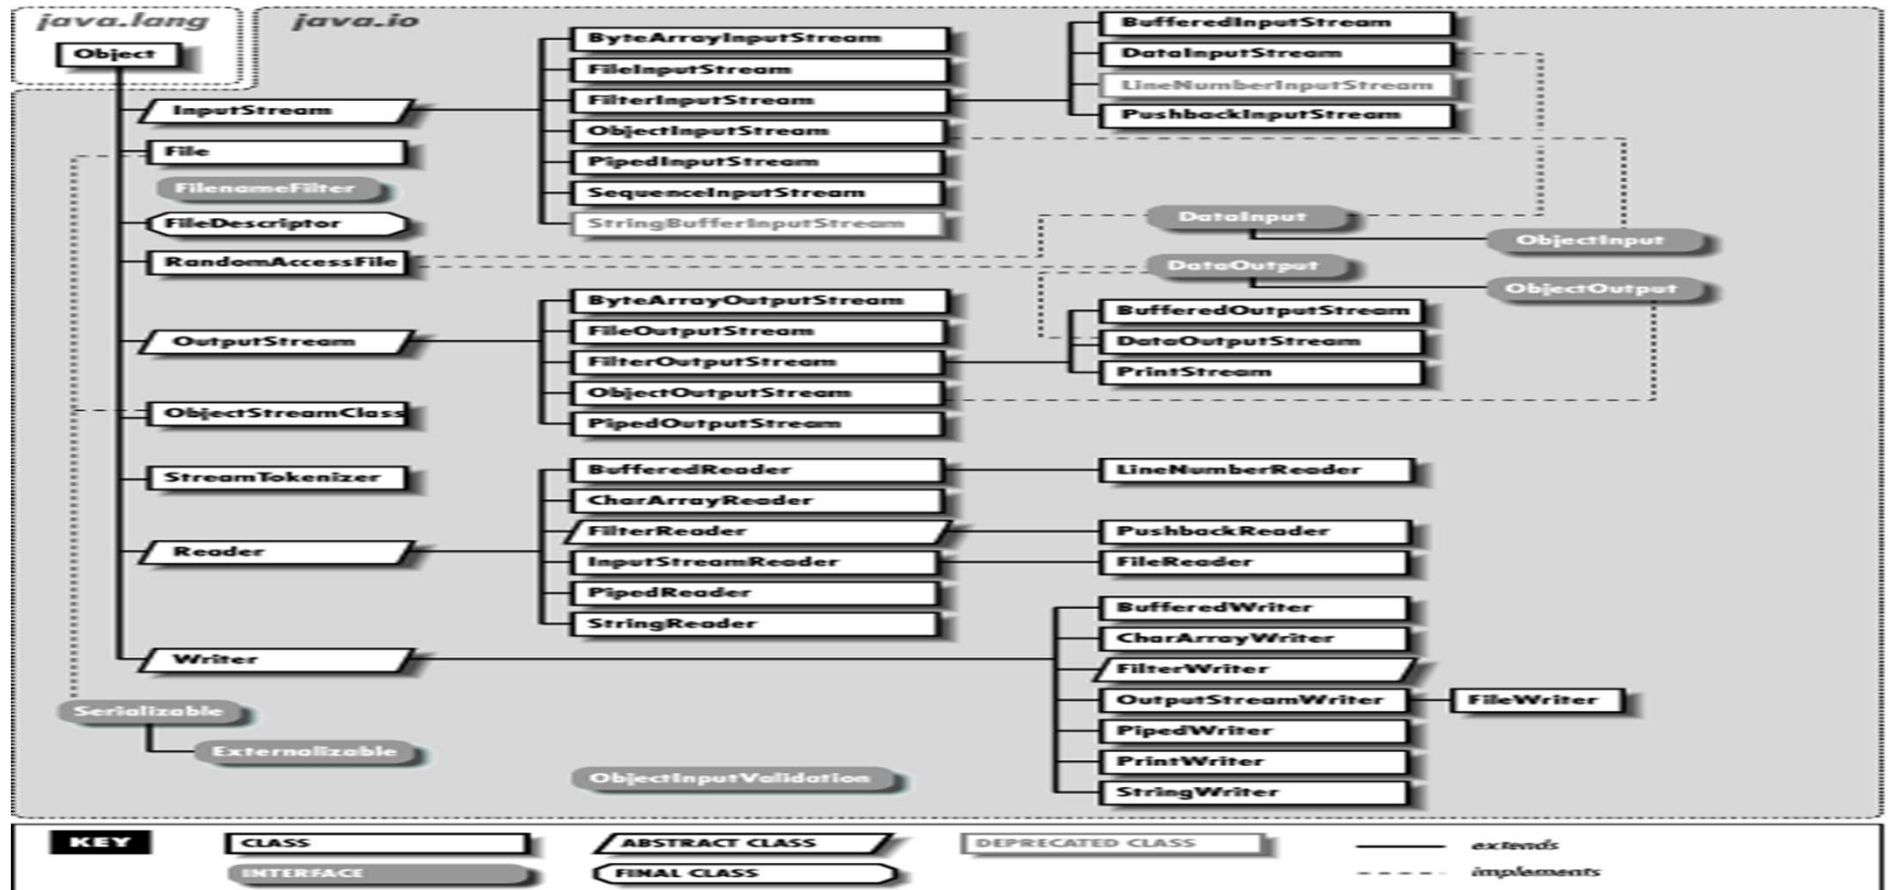 java.lang
java.io
Object
InputStream
File
FilenameFilter
FileDescriptor
RandomAccessFile
OutputStream
ObjectStreamClass
StreamTokenizer
Reader
Writer
Serializable
Externalizable
ByteArrayInputStream
FileInputStream
FilterInputStream
ObjectInputStream
PipedInputStream
SequenceInputStream
StringBufferInputStream
BufferedInputStream
DataInputStream
LineNumberInputStream
PushbackInputStream
DataInput
ObjectInput
DataOutput
ObjectOutput
ByteArrayOutputStream
FileOutputStream
FilterOutputStream
ObjectOutputStream
PipedOutputStream
BufferedOutputStream
DataOutputStream
PrintStream
BufferedReader
CharArrayReader
FilterReader
InputStreamReader
PipedReader
StringReader
LineNumberReader
PushbackReader
FileReader
BufferedWriter
CharArrayWriter
FilterWriter
OutputStreamWriter
PipedWriter
PrintWriter
StringWriter
FileWriter
ObjectInputValidation
KEY
CLASS
ABSTRACT CLASS
DEPRECATED CLASS
extends
INTERFACE
FINAL CLASS
implements